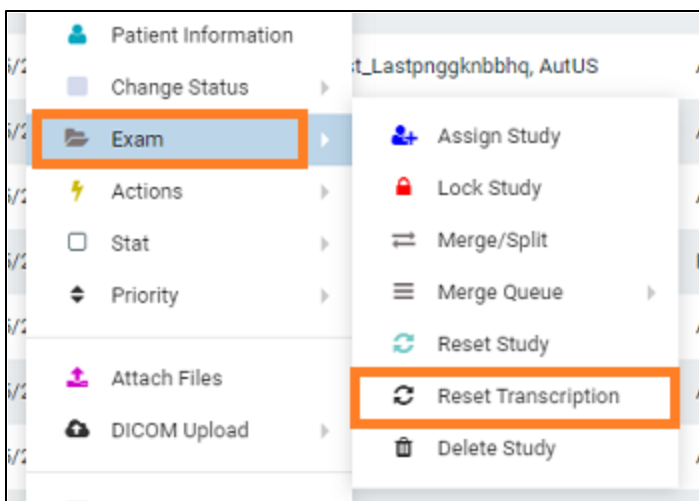 Patient Information
t_Lastpnggknbbhq, AutUS
Change Status
Exam
Assign Study
Actions
Lock Study
Stat
Merge/Split
Priority
Merge Queue
Reset Study
Attach Files
Reset Transcription
DICOM Upload
Delete Study